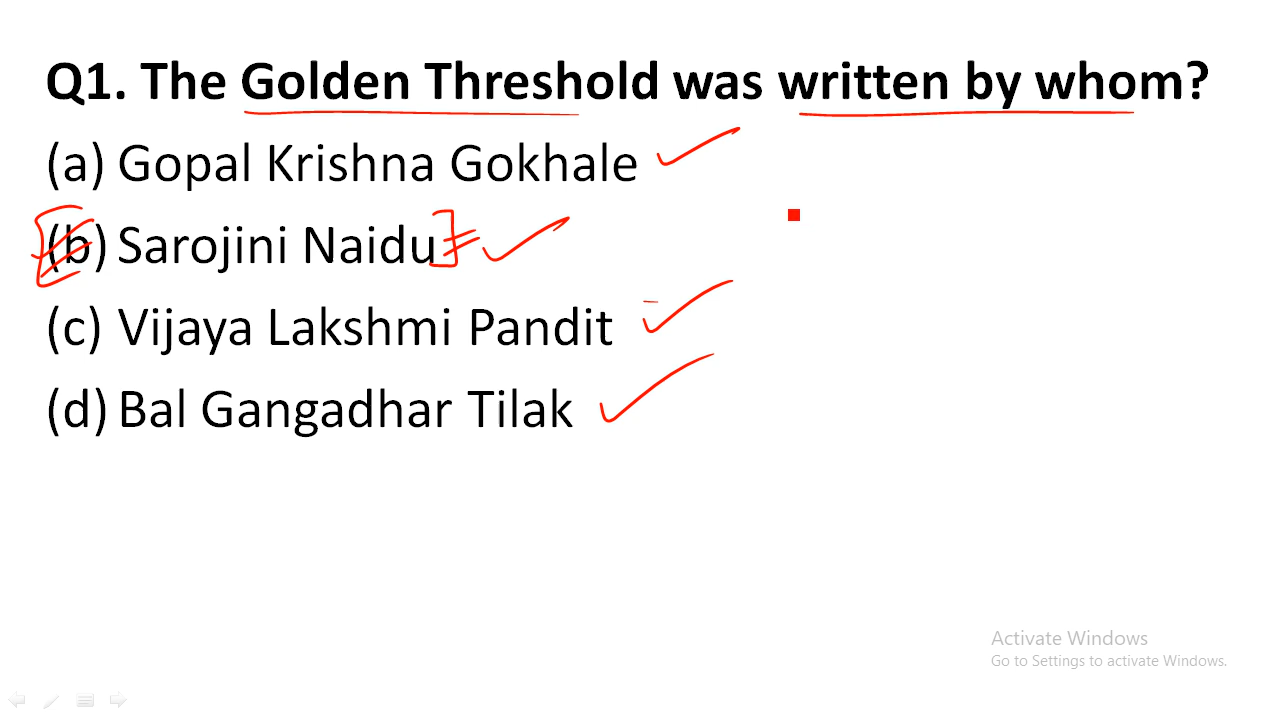 Q1. The Golden Threshold was written by whom?
(a) Gopal Krishna Gokhale
(b) Sarojini Naidu
(c) Vijaya Lakshmi Pandit
(d) Bal Gangadhar Tilak
Activate Windows
Go to Settings to activate Windows.